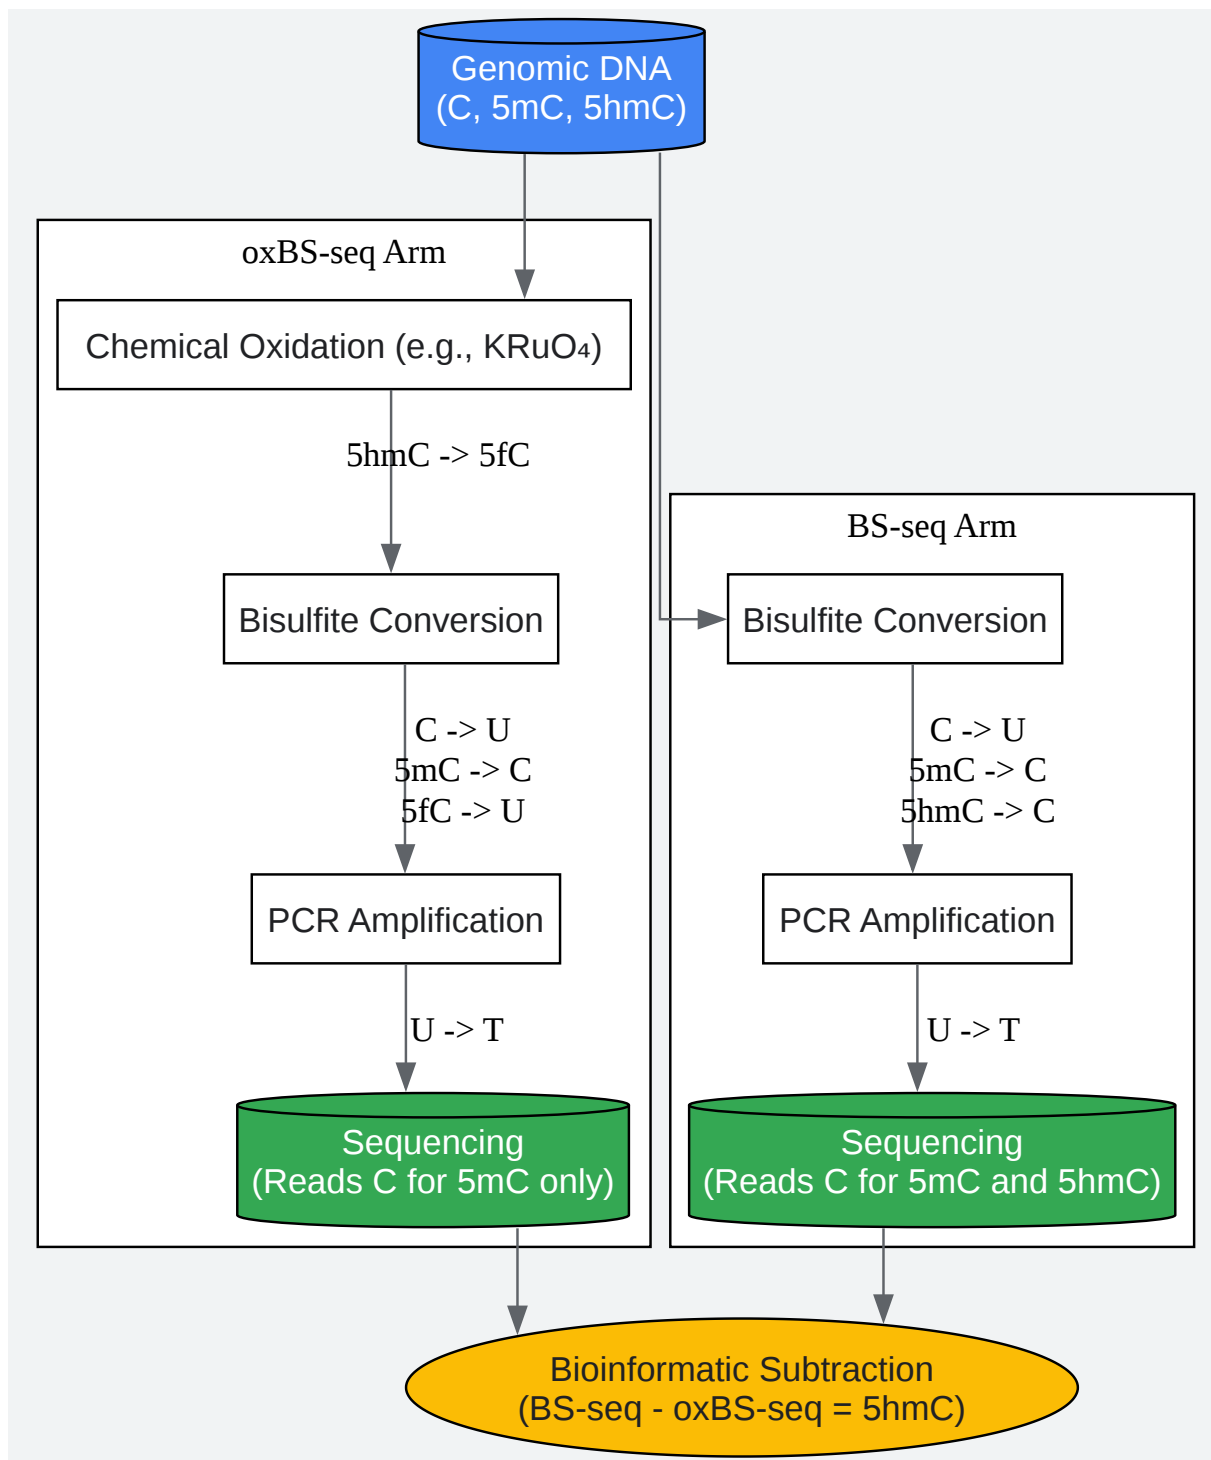 Genomic DNA
(C, 5mC, 5hmC)
oxBS-seq Arm
Chemical Oxidation (e.g., KRuO₄)
5hmC -> 5fC
Bisulfite Conversion
C -> U
5mC -> C
5fC -> U
PCR Amplification
U -> T
Sequencing
(Reads C for 5mC only)
BS-seq Arm
Bisulfite Conversion
C -> U
5mC -> C
5hmC -> C
PCR Amplification
U -> T
Sequencing
(Reads C for 5mC and 5hmC)
Bioinformatic Subtraction
(BS-seq - oxBS-seq = 5hmC)